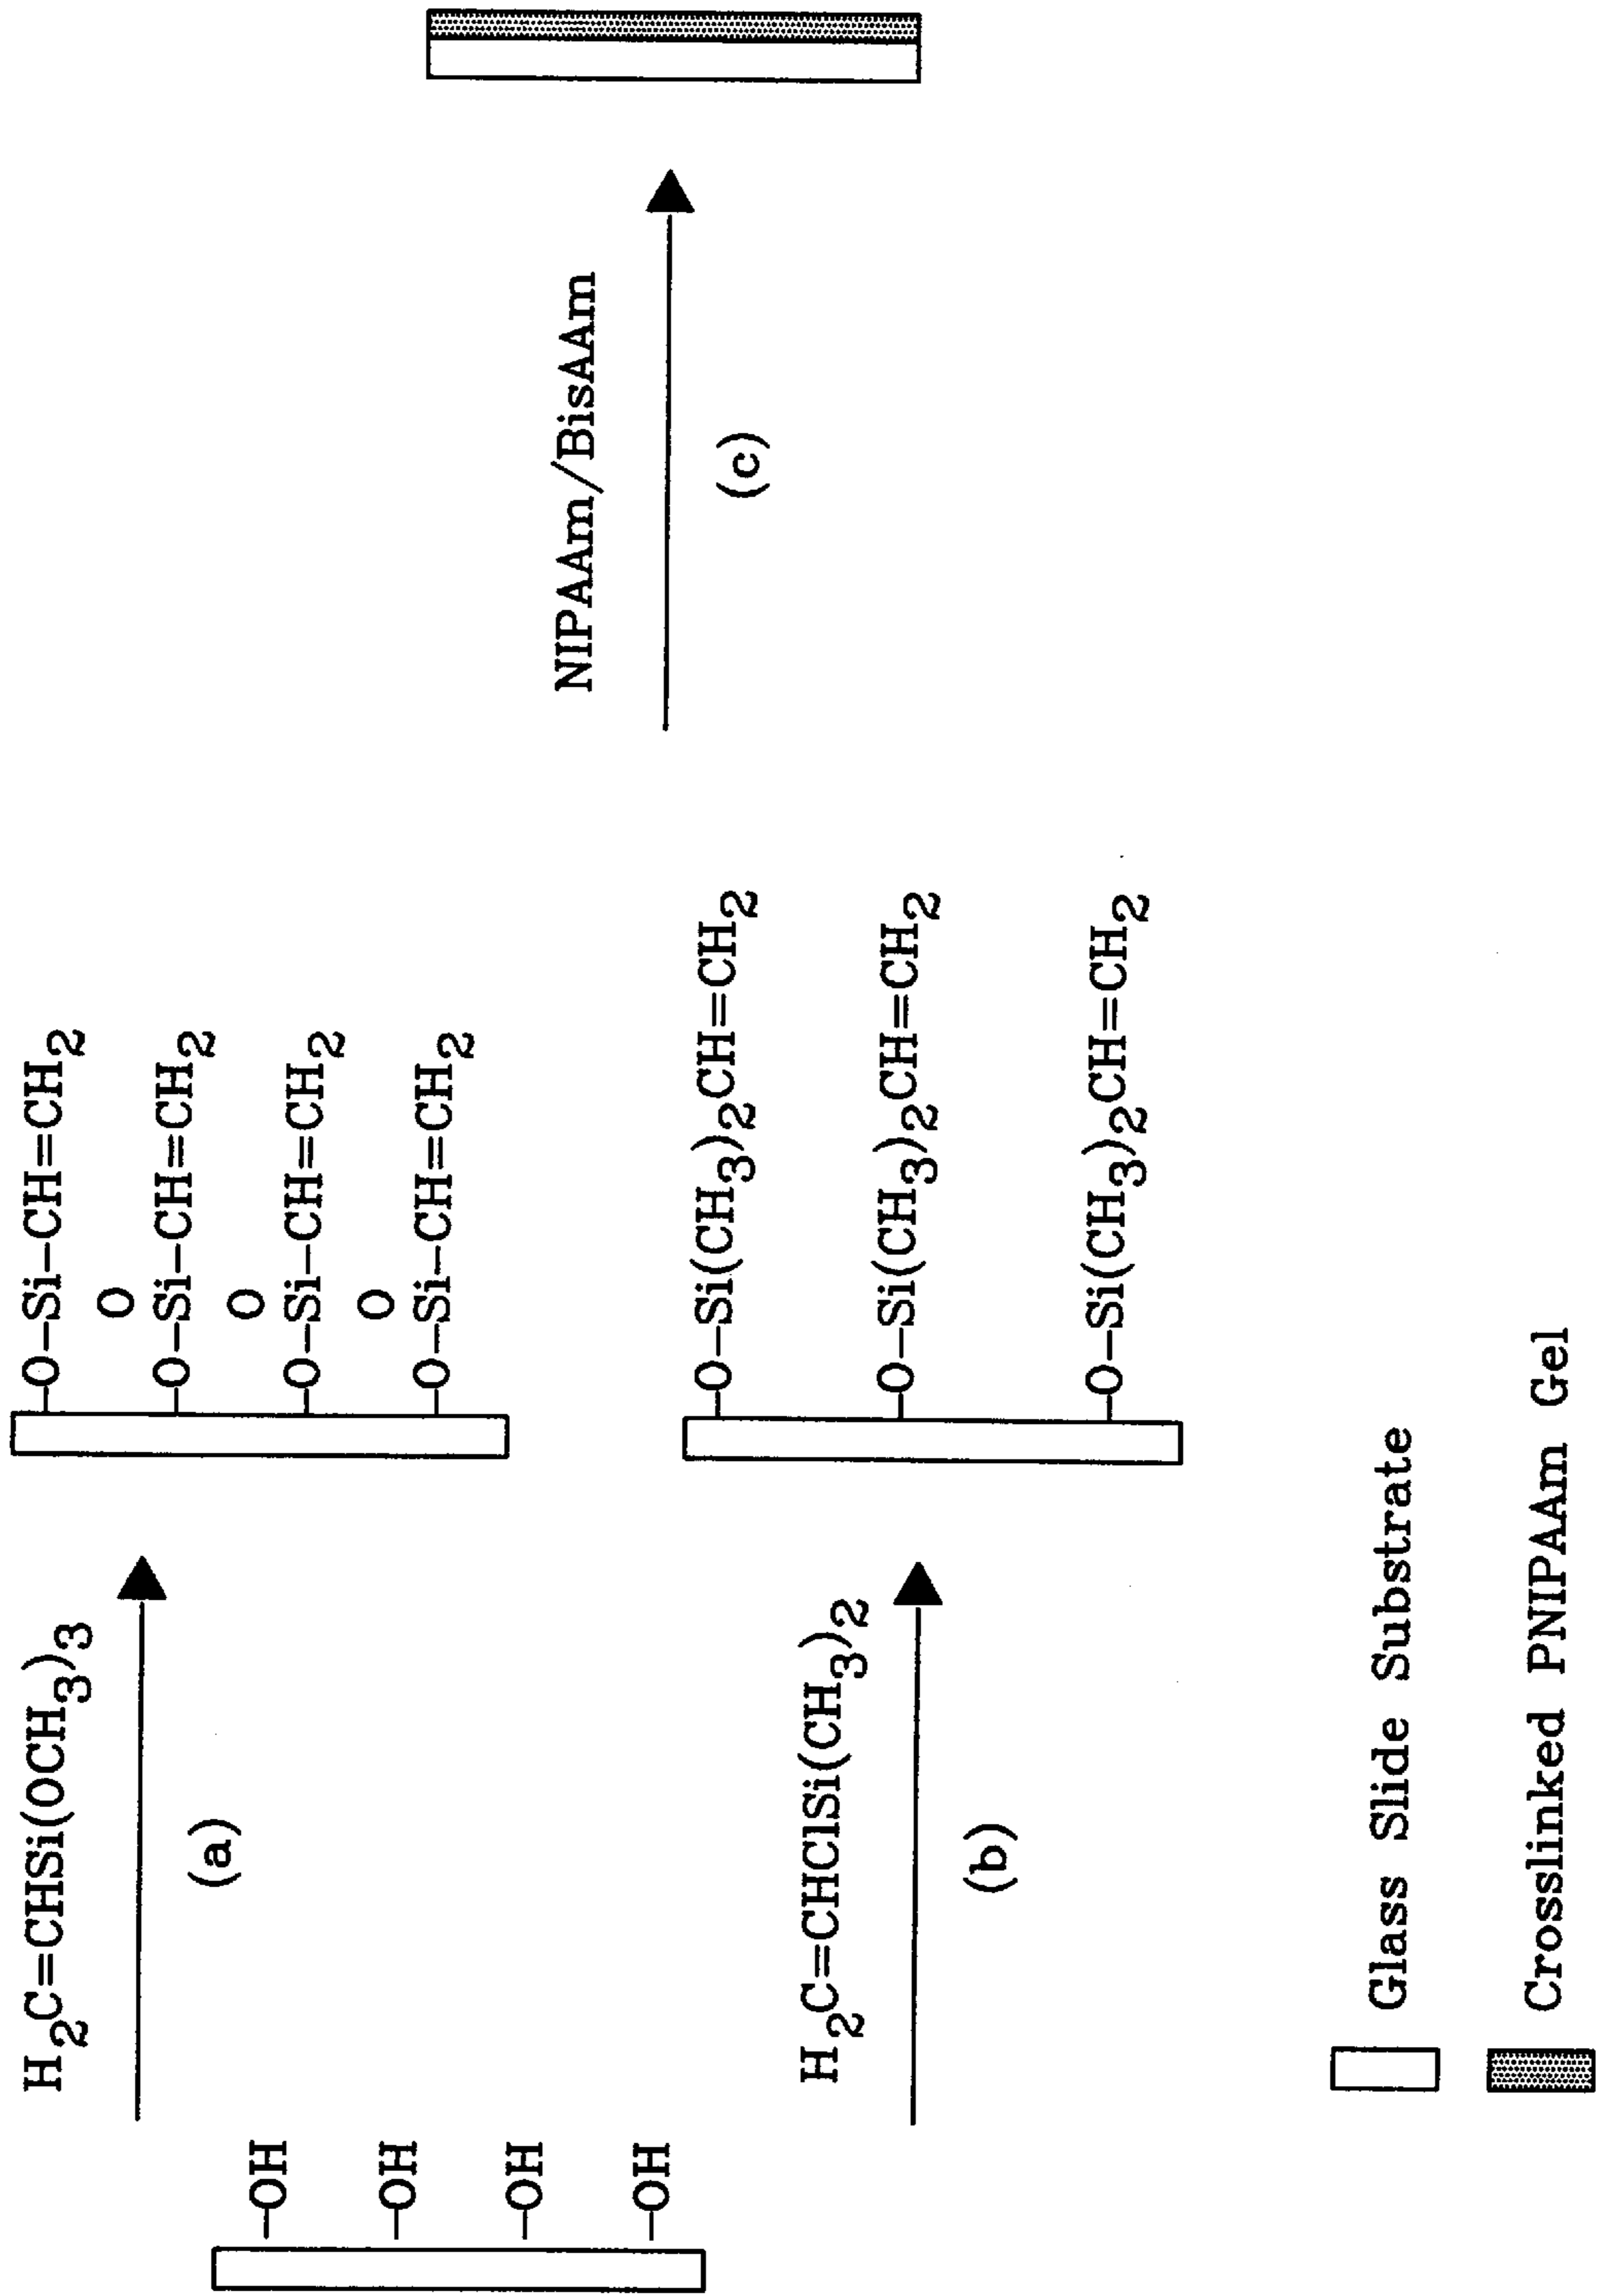 H2C=CHSi(OCH3)3
(a)
-OH
-OH
-OH
-OH
O-Si-CH=CH2
O
O-Si-CH=CH2
O
O-Si-CH=CH2
O
O-Si-CH=CH2
H2C=CHClSi(CH3)2
(b)
O-Si(CH3)2CH=CH2
O-Si(CH3)2CH=CH2
O-Si(CH3)2CH=CH2
NIPAAm/BisAAm
(c)
Glass Slide Substrate
Crosslinked PNIPAAm Gel